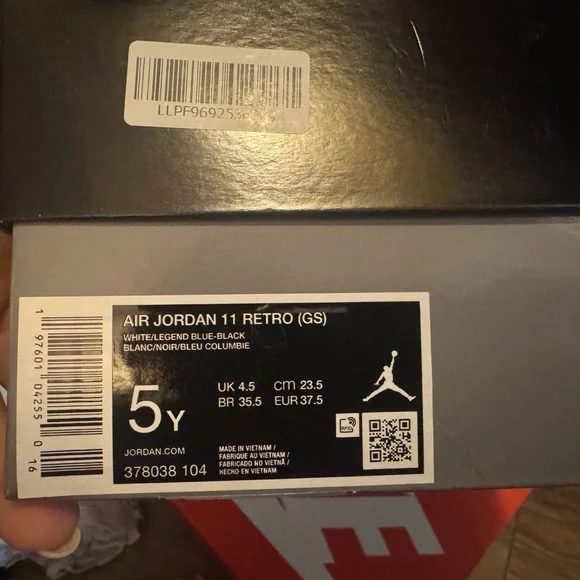 AIR JORDAN 11 RETRO (GS)
WHITE/LEGEND BLUE-BLACK
BLANC/NOIR/BLEU COLUMBIE
5Y
UK 4.5 cm 23.5
BR 35.5 EUR 37.5
JORDAN.COM
378038 104
MADE IN VIETNAM /
FABRIQUE AU VIETNAM /
FABRICADO NO VIETNÃ /
HECHO EN VIETNAM
1 97601 04255 0 16